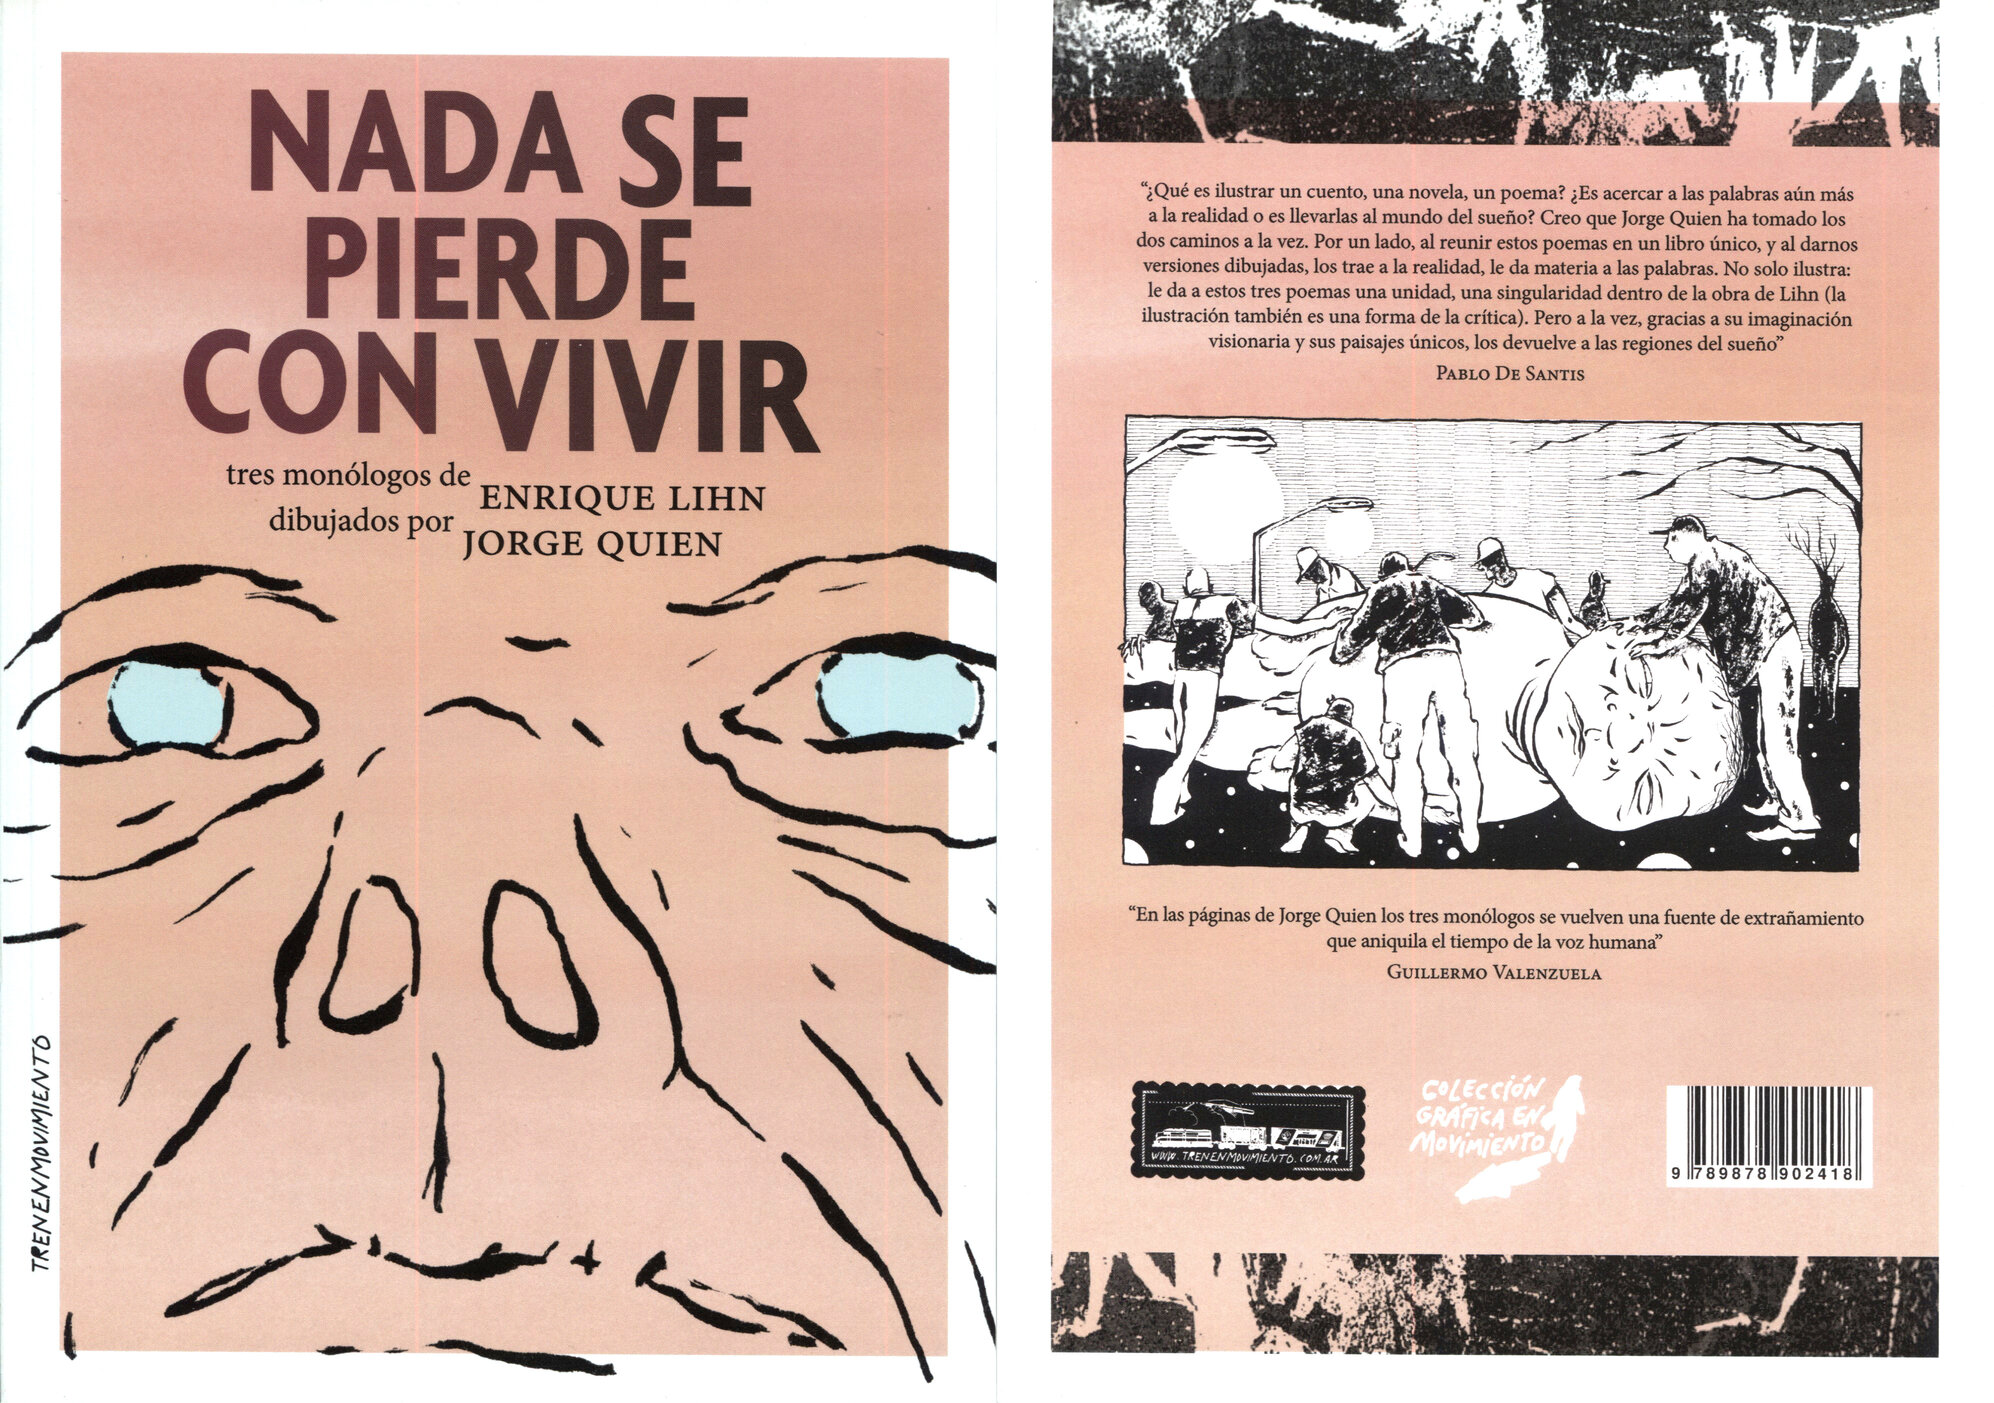 NADA SE
PIERDE
CON VIVIR
tres monólogos de ENRIQUE LIHN
dibujados por JORGE QUIEN
TREN EN MOVIMIENTO
“¿Qué es ilustrar un cuento, una novela, un poema? ¿Es acercar a las palabras aún más
a la realidad o es llevarlas al mundo del sueño? Creo que Jorge Quien ha tomado los
dos caminos a la vez. Por un lado, al reunir estos poemas en un libro único, y al darnos
versiones dibujadas, los trae a la realidad, le da materia a las palabras. No solo ilustra:
le da a estos tres poemas una unidad, una singularidad dentro de la obra de Lihn (la
ilustración también es una forma de la crítica). Pero a la vez, gracias a su imaginación
visionaria y sus paisajes únicos, los devuelve a las regiones del sueño”
PABLO DE SANTIS
“En las páginas de Jorge Quien los tres monólogos se vuelven una fuente de extrañamiento
que aniquila el tiempo de la voz humana”
GUILLERMO VALENZUELA
WWW.TRENENMOVIMIENTO.COM.AR
COLECCIÓN
GRÁFICA EN
MOVIMIENTO
9 789878 902418